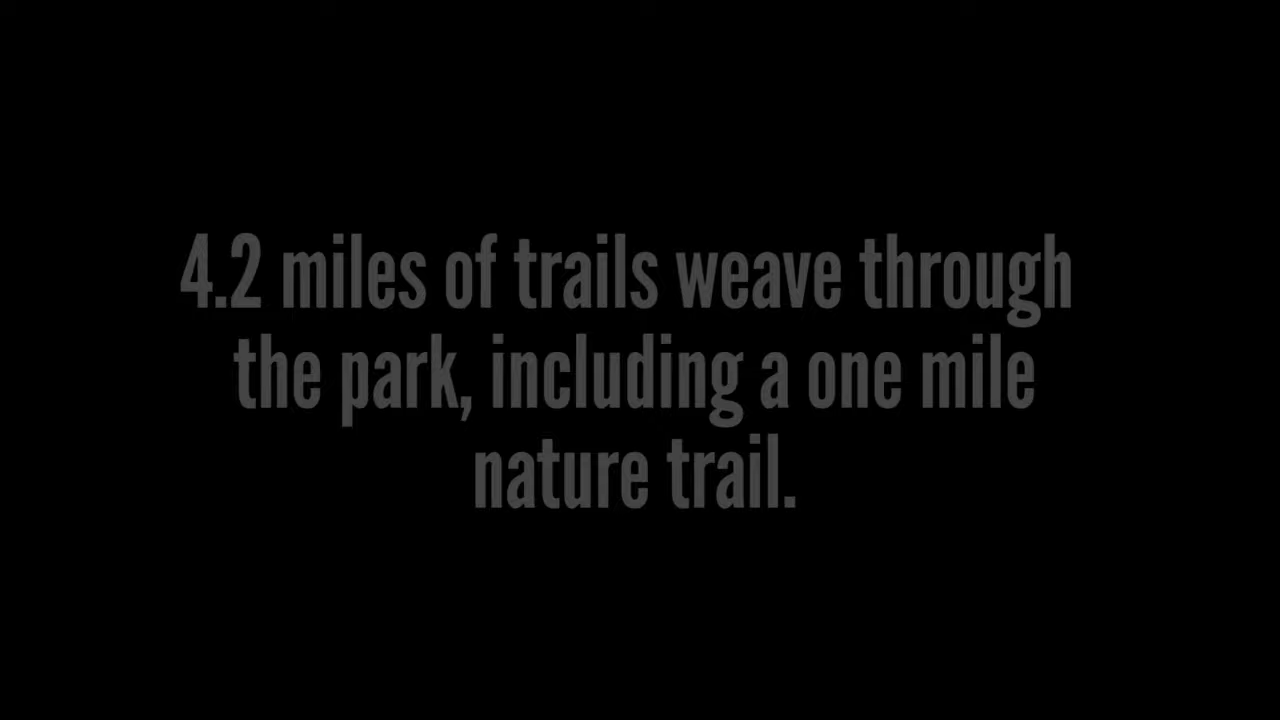 4.2 miles of trails weave through
the park, including a one mile
nature trail.